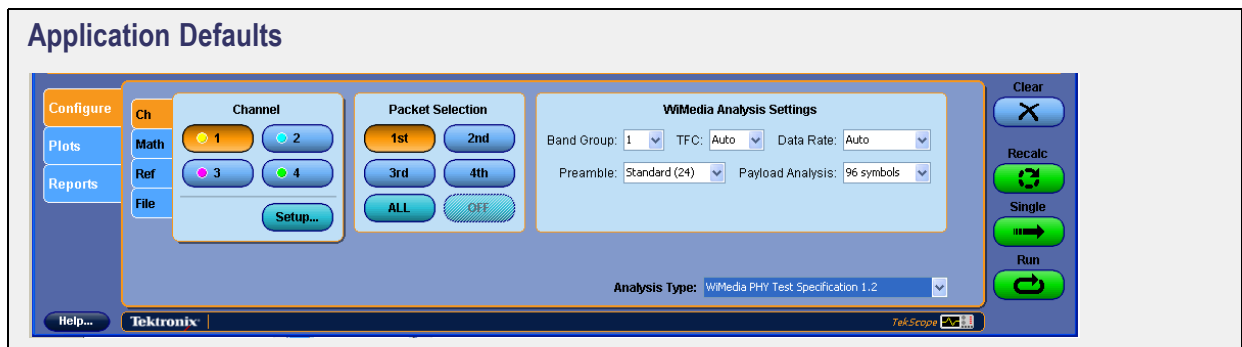 Application Defaults
Configure
Plots
Reports
Ch
Math
Ref
File
Channel
1
2
3
4
Setup...
Packet Selection
1st
2nd
3rd
4th
ALL
OFF
WiMedia Analysis Settings
Band Group: 1 TFC: Auto Data Rate: Auto
Preamble: Standard (24) Payload Analysis: 96 symbols
Analysis Type: WiMedia PHY Test Specification 1.2
Clear
Recalc
Single
Run
Help...
Tektronix
TekScope